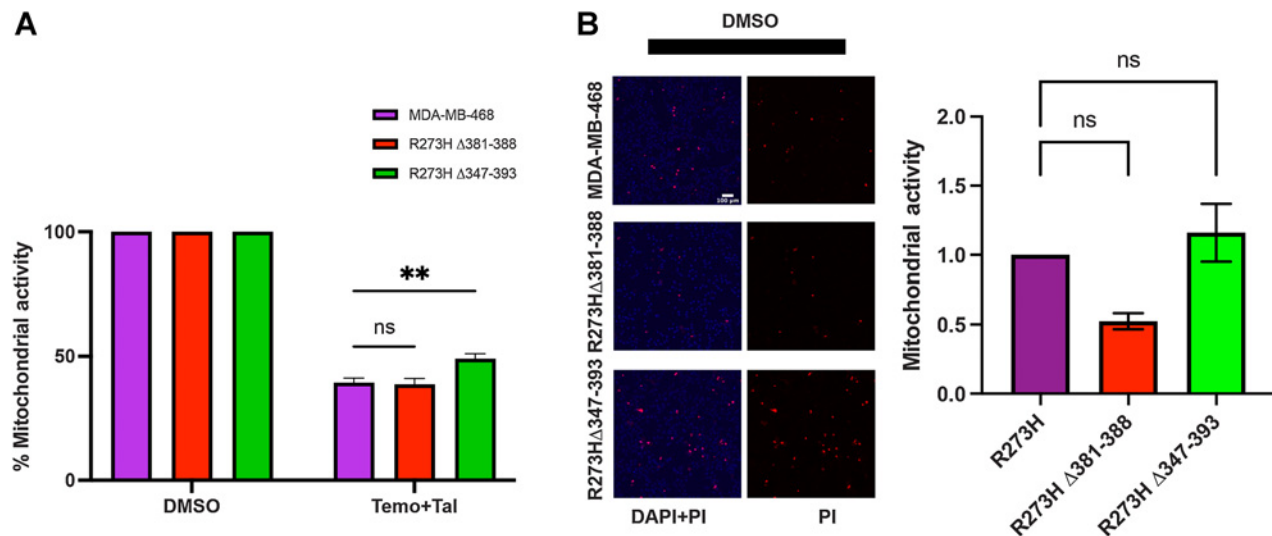 A
MDA-MB-468
R273H Δ381-388
R273H Δ347-393
% Mitochondrial activity
100
50
0
**
ns
DMSO
Temo+Tal
B
DMSO
MDA-MB-468
R273HΔ381-388
R273HΔ347-393
100 µm
DAPI+PI
PI
Mitochondrial activity
2.0
1.5
1.0
0.5
0.0
ns
ns
R273H
R273H Δ381-388
R273H Δ347-393